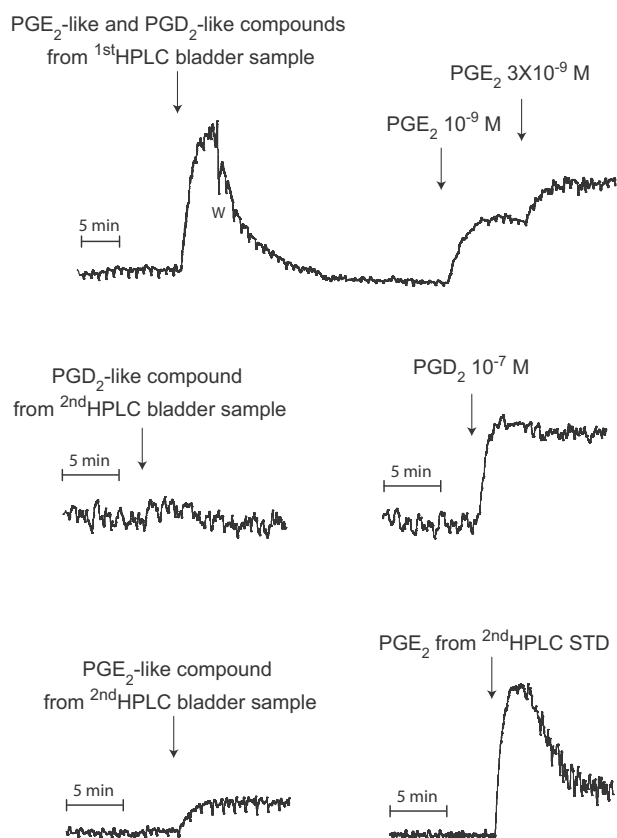 PGE₂-like and PGD₂-like compounds
from ¹ˢᵗHPLC bladder sample
PGE₂ 3X10⁻⁹ M
PGE₂ 10⁻⁹ M
5 min
W
PGD₂-like compound
from ²ⁿᵈHPLC bladder sample
5 min
PGD₂ 10⁻⁷ M
5 min
PGE₂-like compound
from ²ⁿᵈHPLC bladder sample
5 min
PGE₂ from ²ⁿᵈHPLC STD
5 min